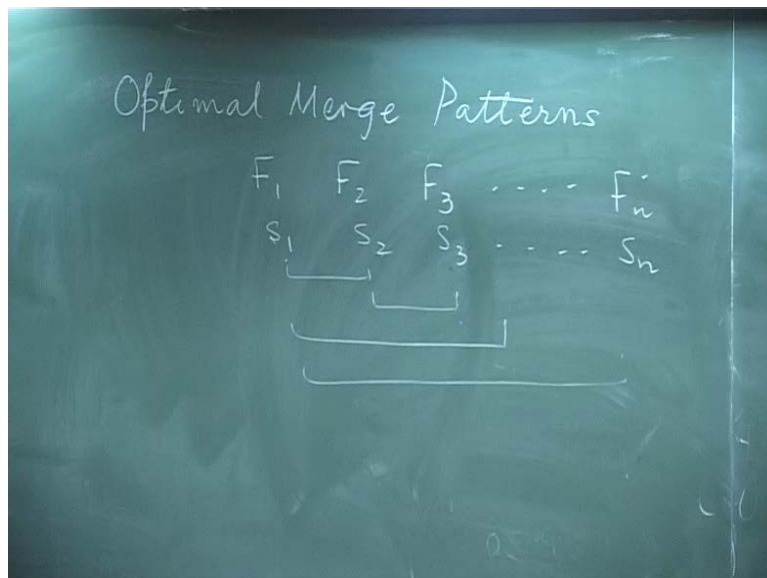 Optimal Merge Patterns
F₁ F₂ F₃ ..... Fₙ
S₁ S₂ S₃ ..... Sₙ